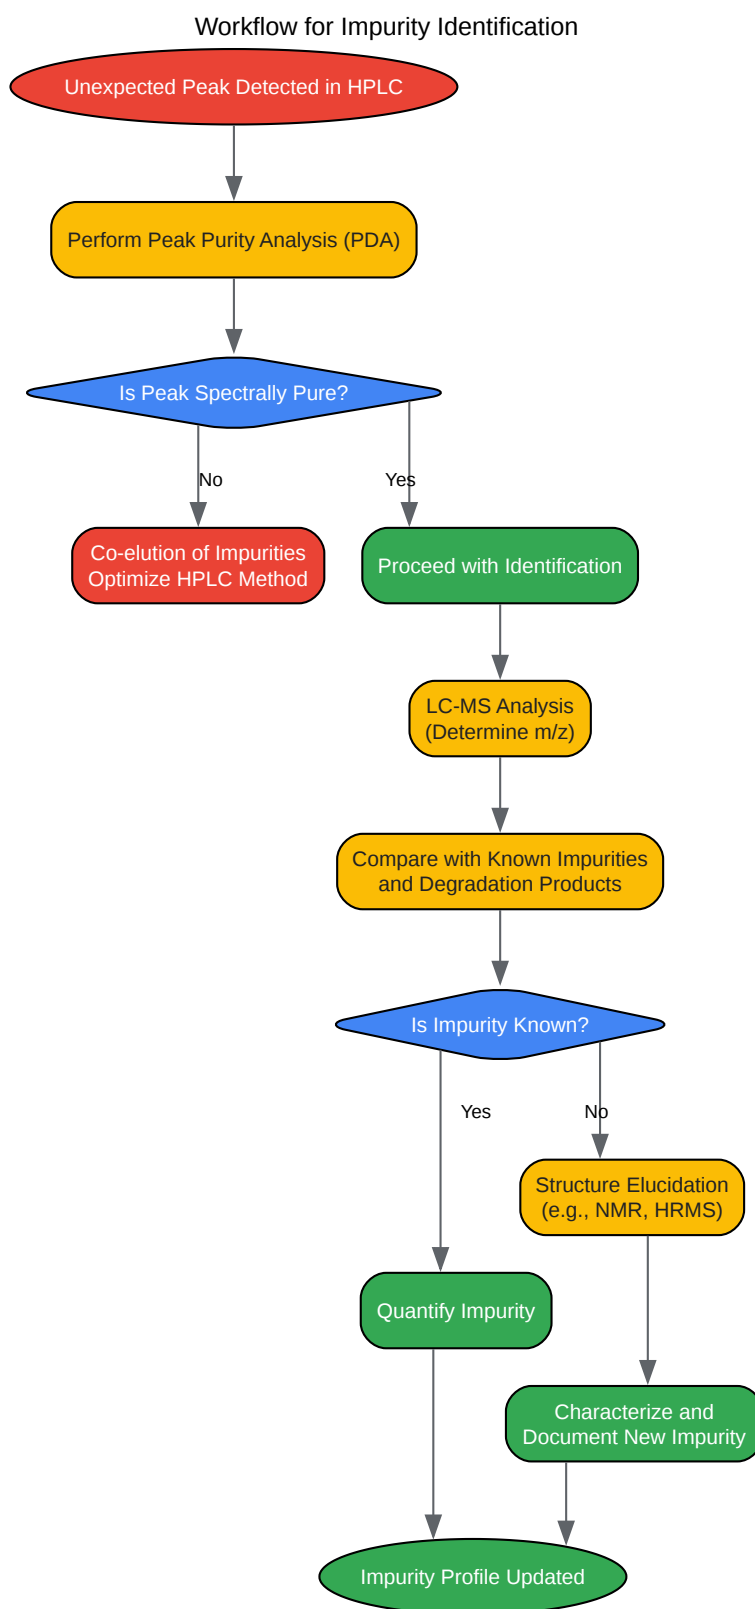 Workflow for Impurity Identification
Unexpected Peak Detected in HPLC
Perform Peak Purity Analysis (PDA)
Is Peak Spectrally Pure?
No
Yes
Co-elution of Impurities
Optimize HPLC Method
Proceed with Identification
LC-MS Analysis
(Determine m/z)
Compare with Known Impurities
and Degradation Products
Is Impurity Known?
Yes
No
Structure Elucidation
(e.g., NMR, HRMS)
Quantify Impurity
Characterize and
Document New Impurity
Impurity Profile Updated